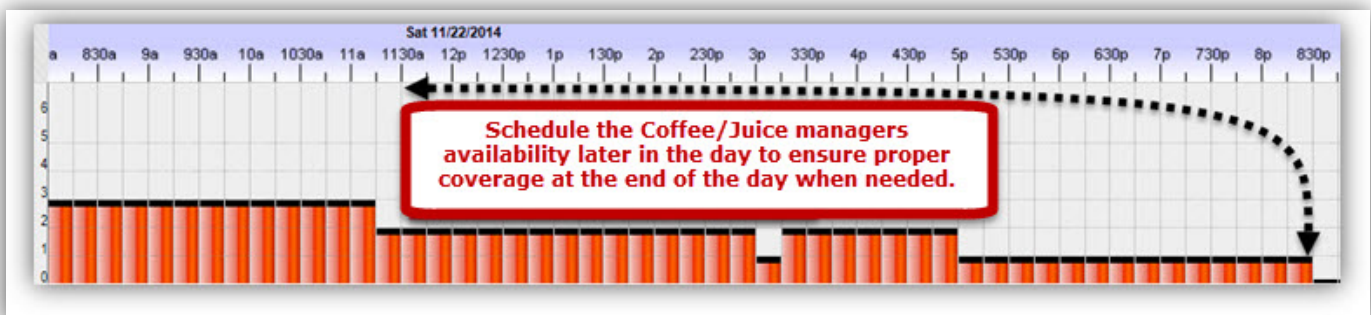 Sat 11/22/2014
a 830a 9a 930a 10a 1030a 11a 1130a 12p 1230p 1p 130p 2p 230p 3p 330p 4p 430p 5p 530p 6p 630p 7p 730p 8p 830p
6
5
4
3
2
1
0
Schedule the Coffee/Juice managers
availability later in the day to ensure proper
coverage at the end of the day when needed.